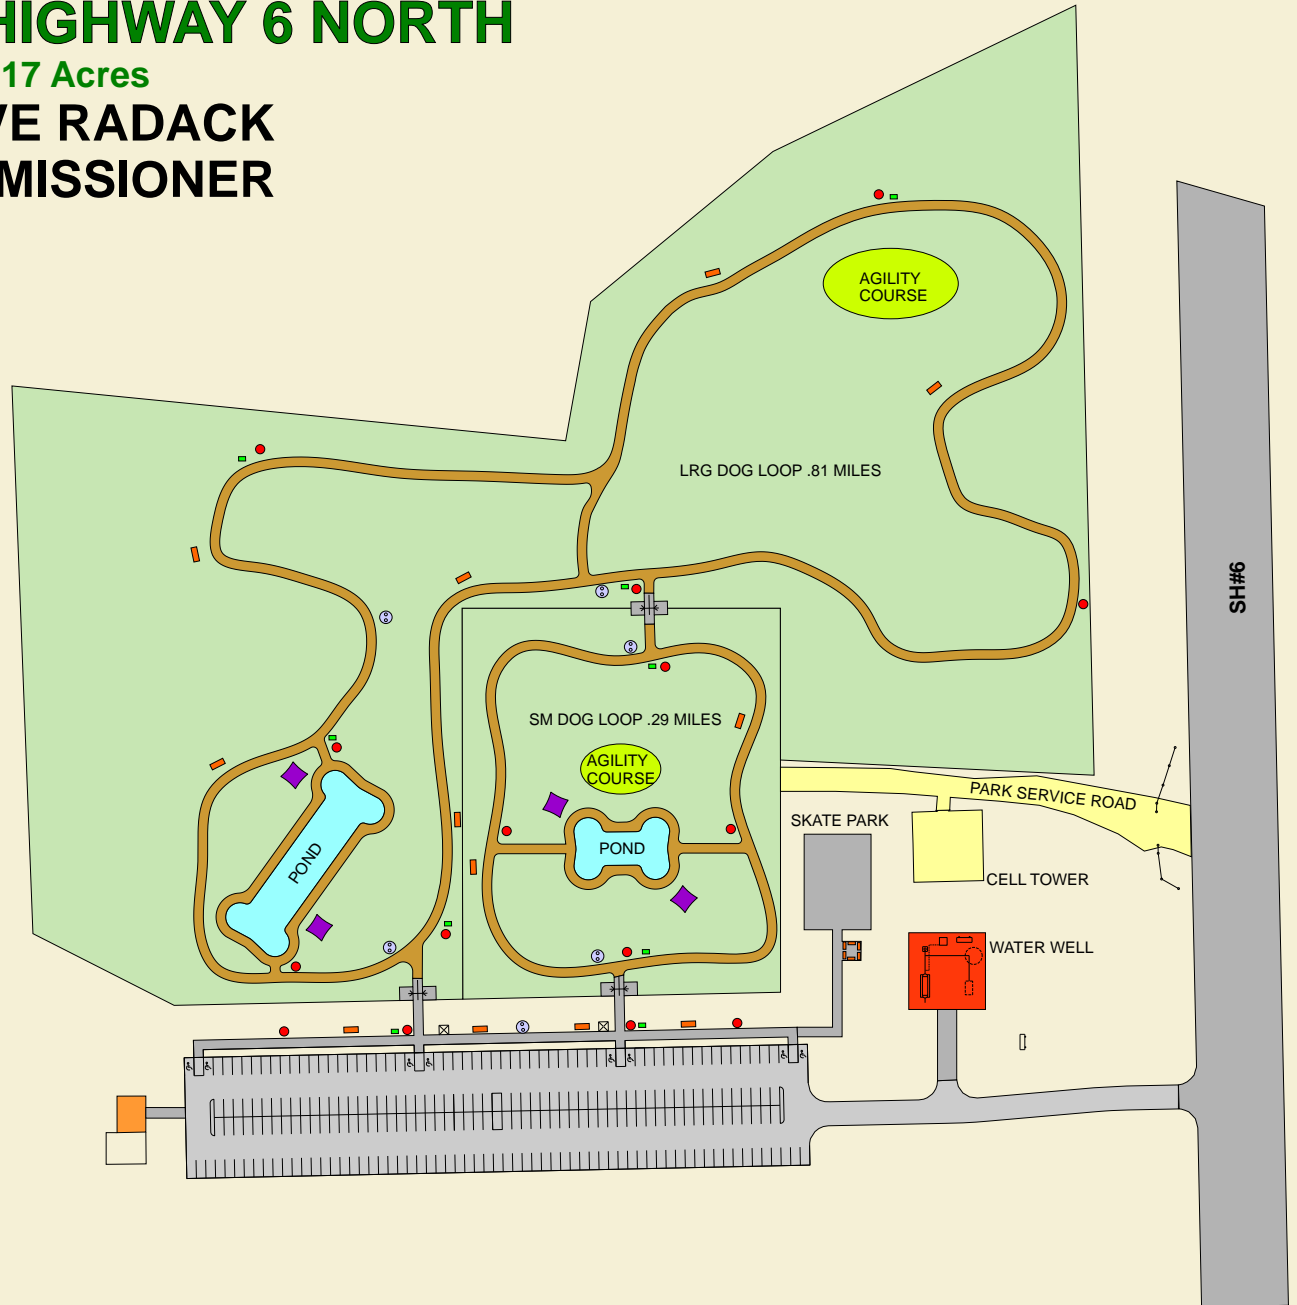 HIGHWAY 6 NORTH
17 Acres
VE RADACK
MISSIONER
AGILITY
COURSE
LRG DOG LOOP .81 MILES
SH#6
SM DOG LOOP .29 MILES
AGILITY
COURSE
PARK SERVICE ROAD
SKATE PARK
POND
POND
CELL TOWER
WATER WELL